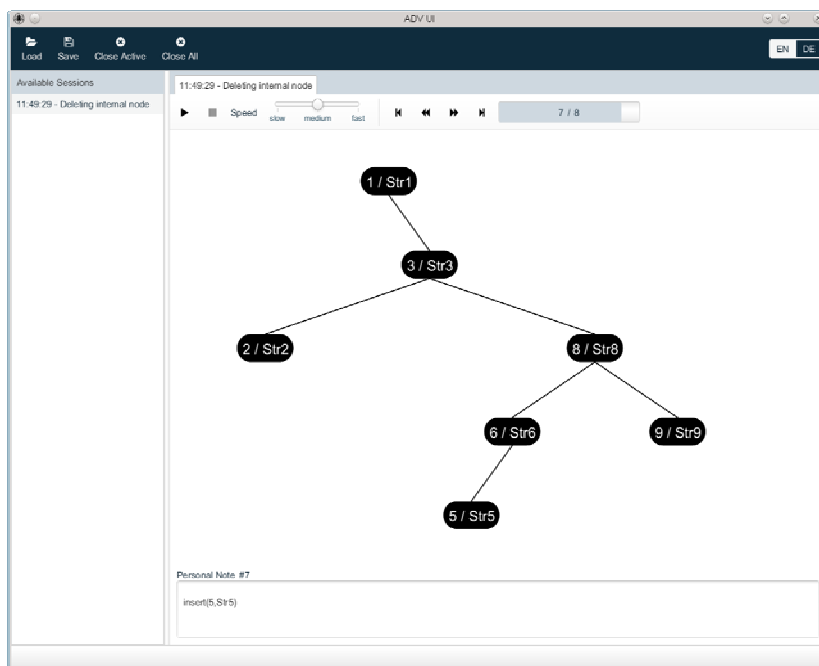 ADV UI
Load Save Close Active Close All
EN DE
Available Sessions
11:49:29 - Deleting internal node
11:49:29 - Deleting internal node
Speed
slow medium fast
7 / 8
1 / Str1
3 / Str3
2 / Str2
8 / Str8
6 / Str6
9 / Str9
5 / Str5
Personal Note #7
insert(5,Str5)